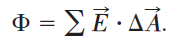 Φ = ∑ E⃗ · ΔA⃗.